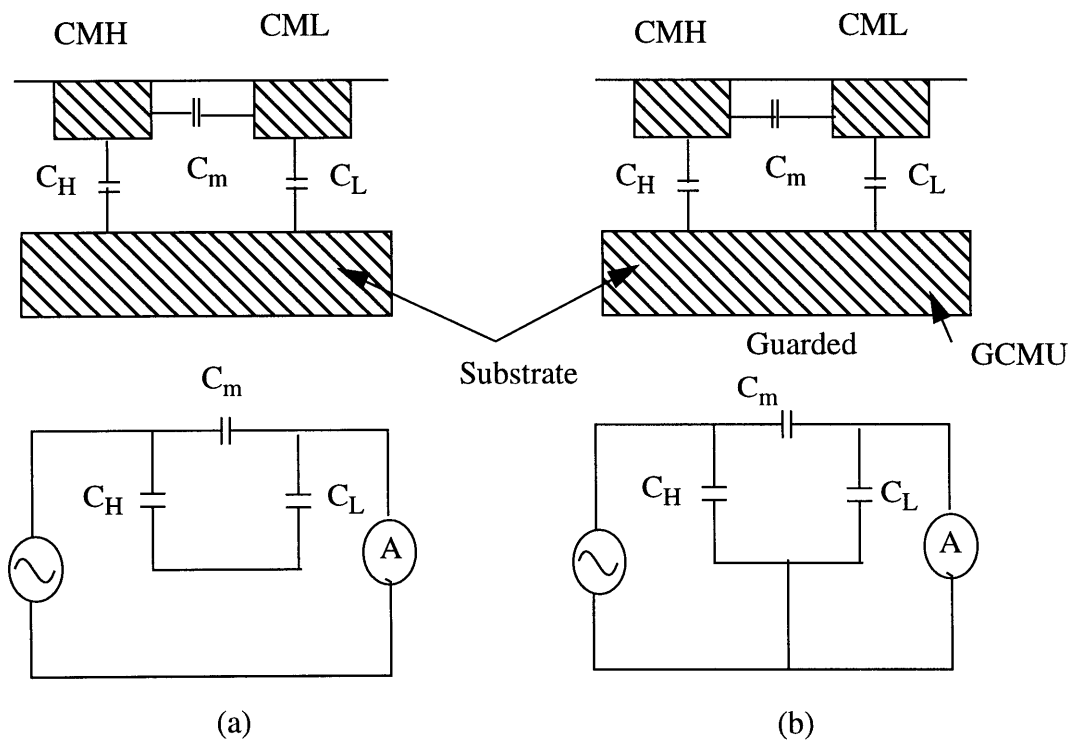 CMH CML
C_m
C_H C_L
CMH CML
C_m
C_H C_L
Substrate
Guarded
GCMU
C_m
C_H C_L
A
(a)
C_m
C_H C_L
A
(b)